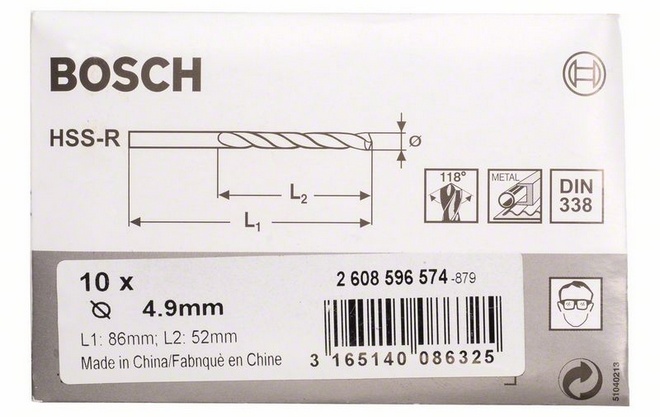 BOSCH
HSS-R
Ø
L2
L1
118°
METAL
DIN
338
10 x
Ø 4.9mm
L1: 86mm; L2: 52mm
Made in China/Fabnquè en Chine
2 608 596 574-879
3 165140 086325
51040213